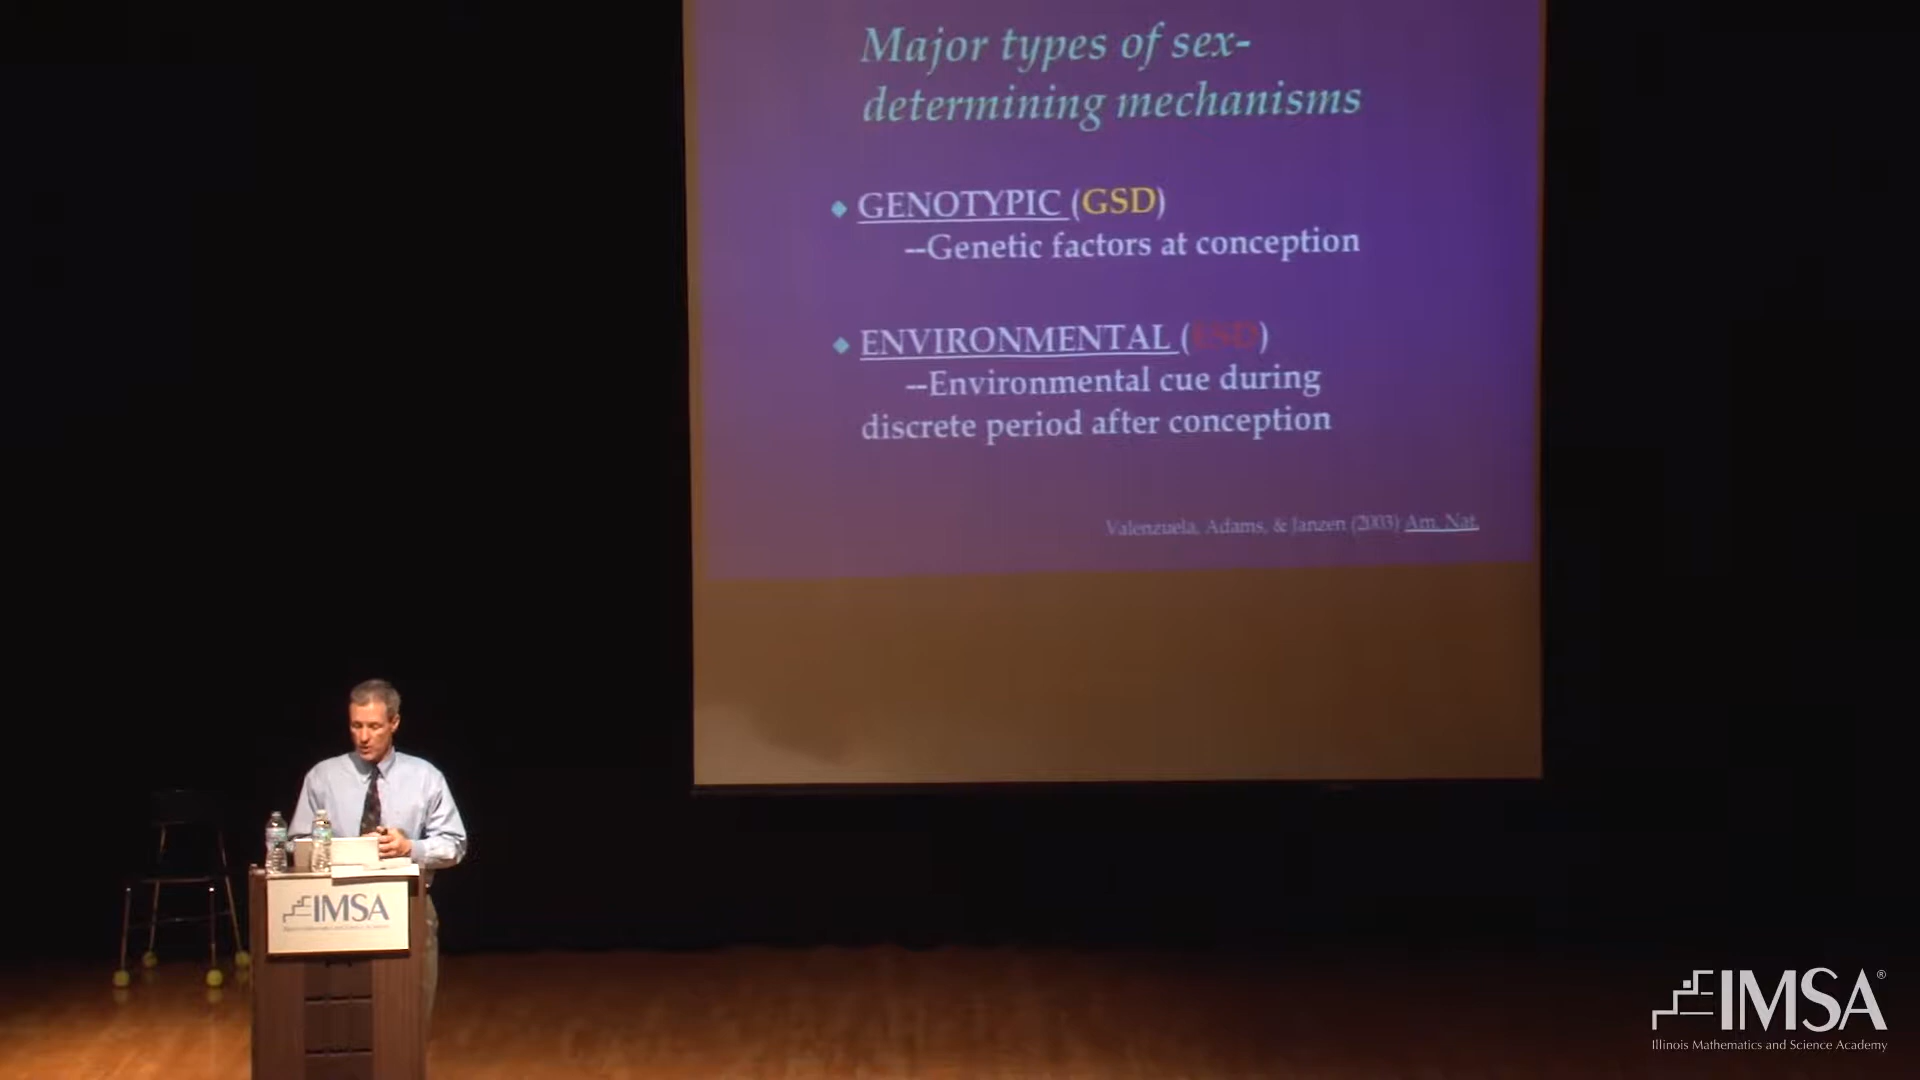 Major types of sex-
determining mechanisms
◆ GENOTYPIC (GSD)
--Genetic factors at conception
◆ ENVIRONMENTAL (ESD)
--Environmental cue during
discrete period after conception
Valenzuela, Adams, & Janzen (2003) Am. Nat.
IMSA
IMSA®
Illinois Mathematics and Science Academy